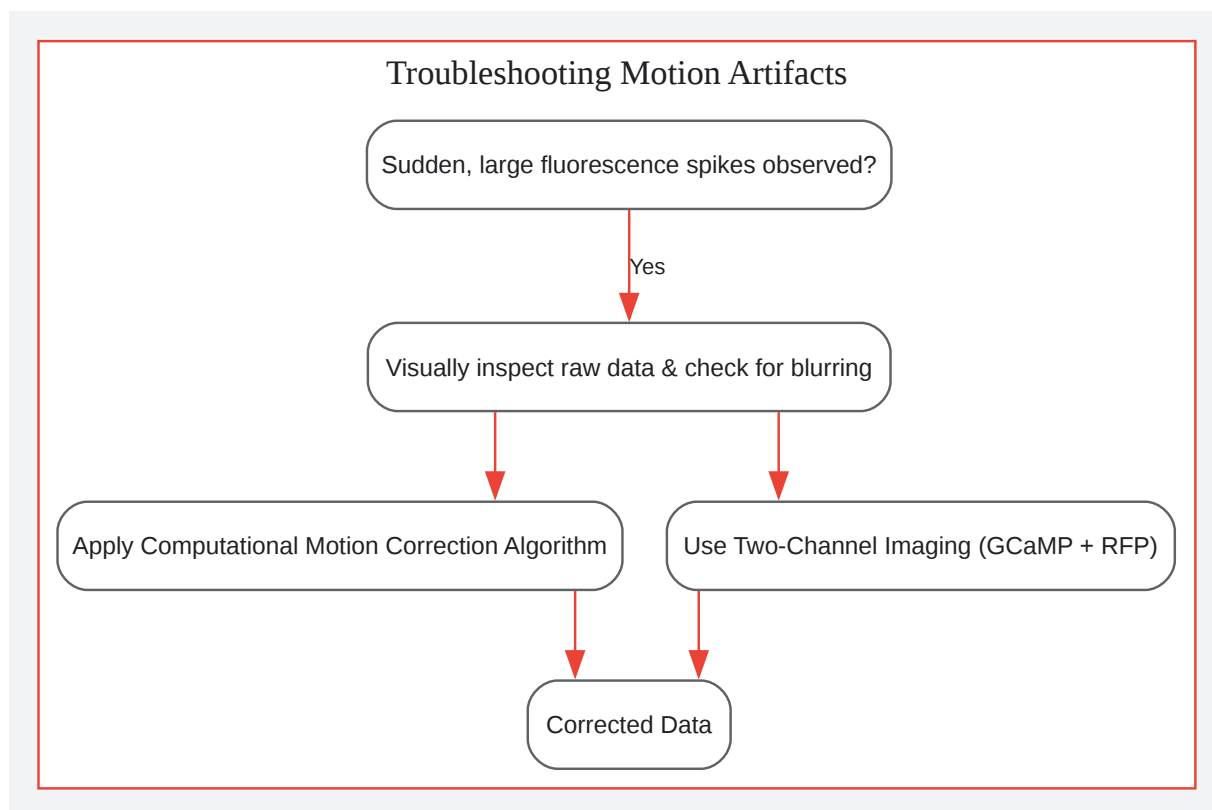 Troubleshooting Motion Artifacts
Sudden, large fluorescence spikes observed?
Yes
Visually inspect raw data & check for blurring
Apply Computational Motion Correction Algorithm
Use Two-Channel Imaging (GCaMP + RFP)
Corrected Data